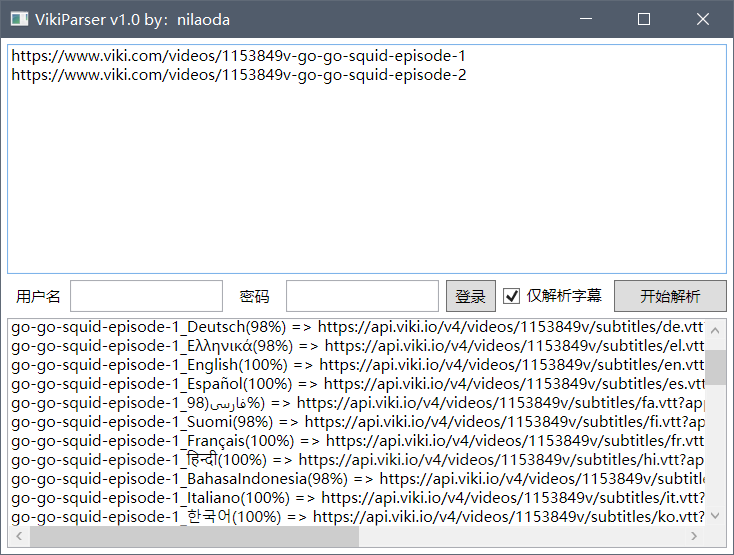 VikiParser v1.0 by：nilaoda
https://www.viki.com/videos/1153849v-go-go-squid-episode-1
https://www.viki.com/videos/1153849v-go-go-squid-episode-2
用户名 密码 登录 仅解析字幕 开始解析
go-go-squid-episode-1_Deutsch(98%) => https://api.viki.io/v4/videos/1153849v/subtitles/de.vtt
go-go-squid-episode-1_Ελληνικά(98%) => https://api.viki.io/v4/videos/1153849v/subtitles/el.vtt
go-go-squid-episode-1_English(100%) => https://api.viki.io/v4/videos/1153849v/subtitles/en.vtt
go-go-squid-episode-1_Español(100%) => https://api.viki.io/v4/videos/1153849v/subtitles/es.vtt
go-go-squid-episode-1_فارسی(98%) => https://api.viki.io/v4/videos/1153849v/subtitles/fa.vtt?app
go-go-squid-episode-1_Suomi(98%) => https://api.viki.io/v4/videos/1153849v/subtitles/fi.vtt?ap
go-go-squid-episode-1_Français(100%) => https://api.viki.io/v4/videos/1153849v/subtitles/fr.vtt
go-go-squid-episode-1_हिन्दी(100%) => https://api.viki.io/v4/videos/1153849v/subtitles/hi.vtt?ap
go-go-squid-episode-1_BahasaIndonesia(98%) => https://api.viki.io/v4/videos/1153849v/subtitl
go-go-squid-episode-1_Italiano(100%) => https://api.viki.io/v4/videos/1153849v/subtitles/it.vtt?
go-go-squid-episode-1_한국어(100%) => https://api.viki.io/v4/videos/1153849v/subtitles/ko.vtt?